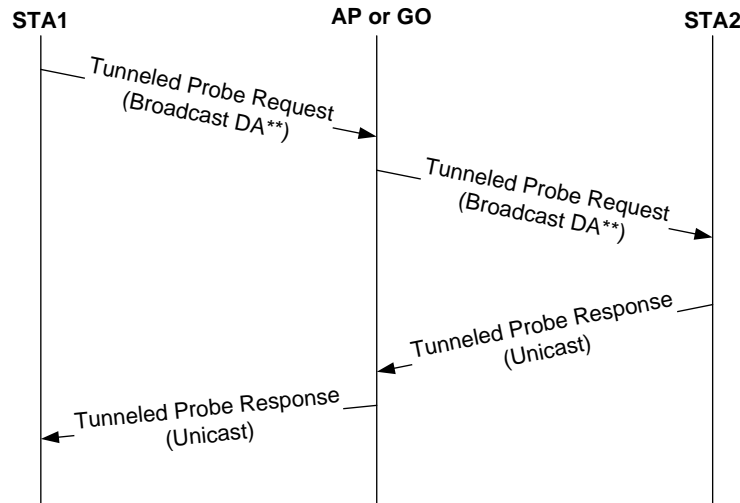 STA1
AP or GO
STA2
Tunneled Probe Request
(Broadcast DA**)
Tunneled Probe Request
(Broadcast DA**)
Tunneled Probe Response
(Unicast)
Tunneled Probe Response
(Unicast)